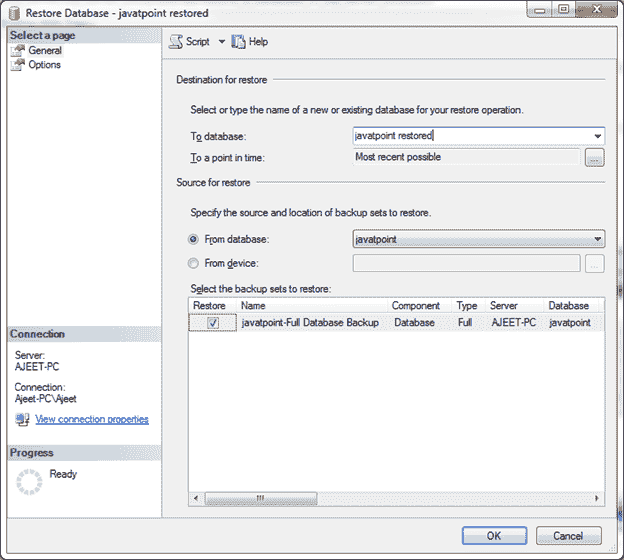 Restore Database - javatpoint restored
Select a page
General
Options
Script
Help
Destination for restore
Select or type the name of a new or existing database for your restore operation.
To database:
javatpoint restored
To a point in time:
Most recent possible
...
Source for restore
Specify the source and location of backup sets to restore.
From database:
javatpoint
From device:
...
Select the backup sets to restore:
Restore Name Component Type Server Database
javatpoint-Full Database Backup Database Full AJEET-PC javatpoint
Connection
Server:
AJEET-PC
Connection:
Ajeet-PC\Ajeet
View connection properties
Progress
Ready
OK Cancel